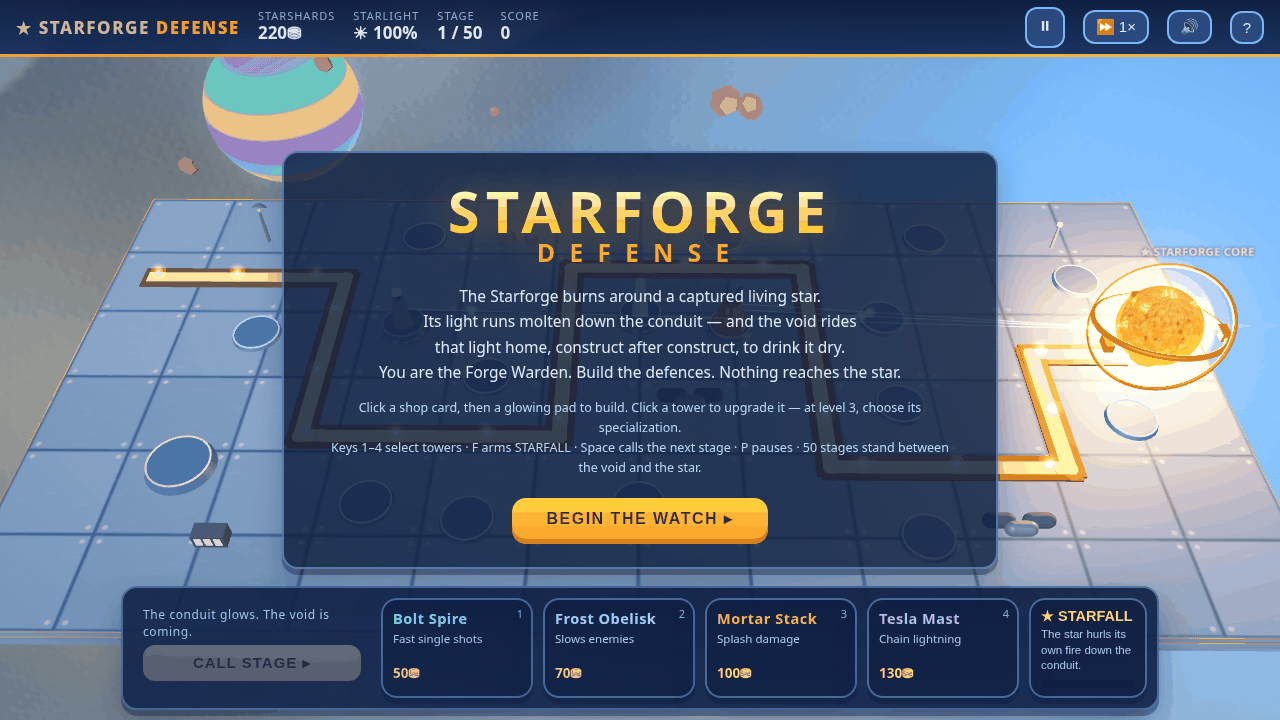 ★ STARFORGE DEFENSE
STARSHARDS
220
STARLIGHT
☀ 100%
STAGE
1 / 50
SCORE
0
⏸
⏩ 1×
🔊
?
★ STARFORGE CORE
STARFORGE
DEFENSE
The Starforge burns around a captured living star.
Its light runs molten down the conduit — and the void rides
that light home, construct after construct, to drink it dry.
You are the Forge Warden. Build the defences. Nothing reaches the star.
Click a shop card, then a glowing pad to build. Click a tower to upgrade it — at level 3, choose its
specialization.
Keys 1–4 select towers · F arms STARFALL · Space calls the next stage · P pauses · 50 stages stand between
the void and the star.
BEGIN THE WATCH ▸
The conduit glows. The void is
coming.
CALL STAGE ▸
Bolt Spire 1
Fast single shots
50
Frost Obelisk 2
Slows enemies
70
Mortar Stack 3
Splash damage
100
Tesla Mast 4
Chain lightning
130
★ STARFALL
The star hurls its
own fire down the
conduit.